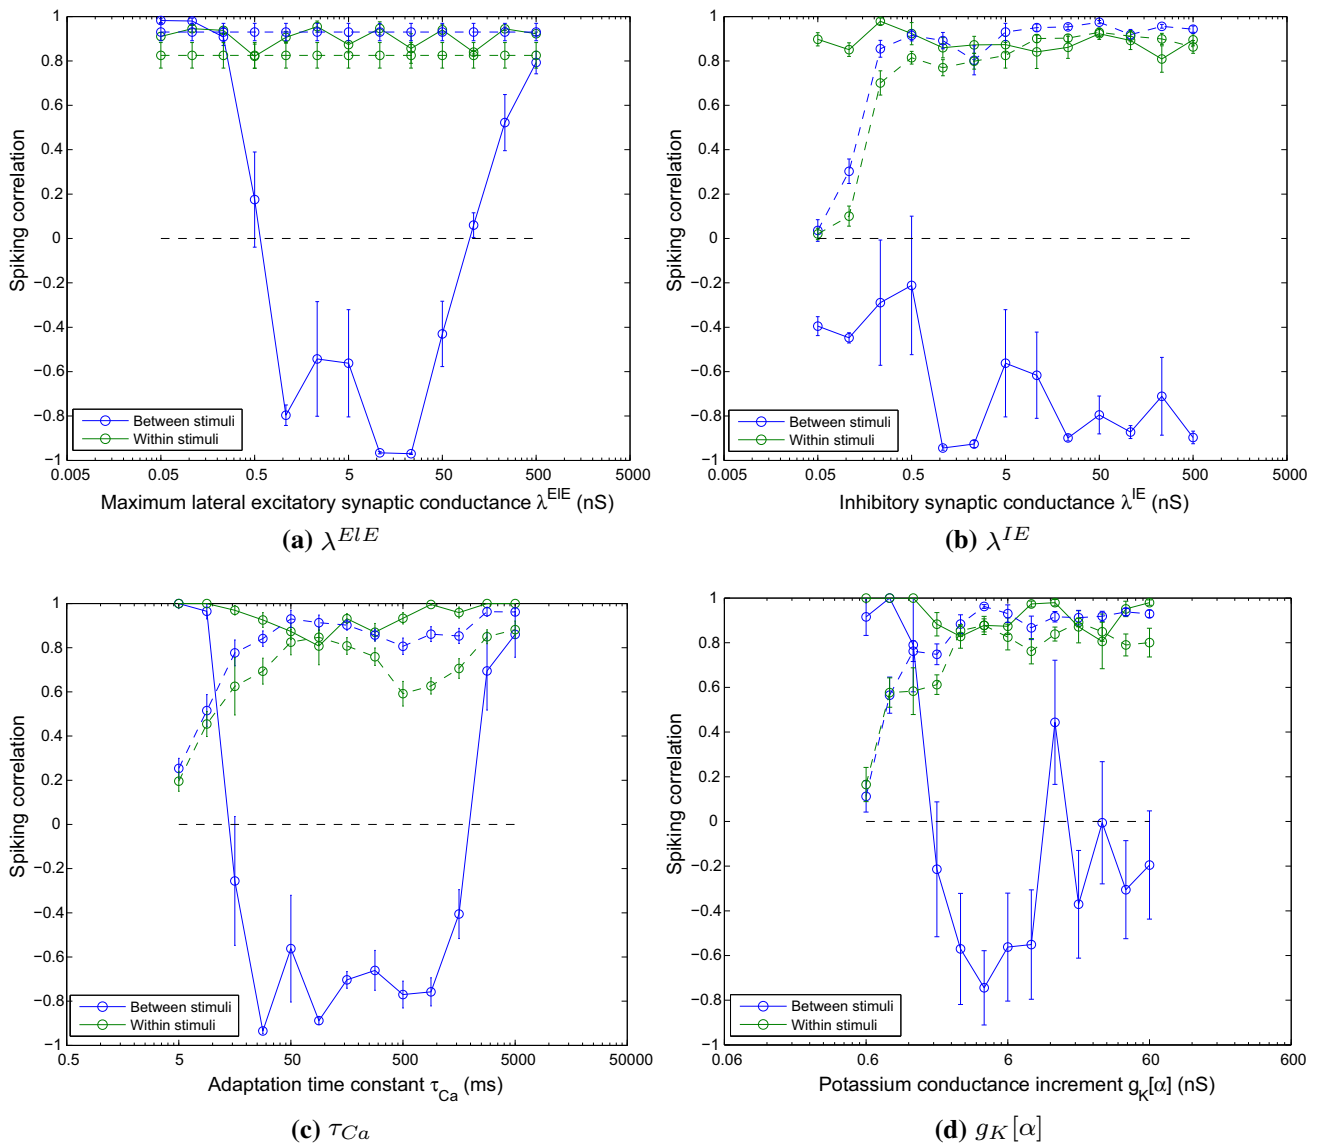 1
0.8
0.6
0.4
0.2
0
−0.2
−0.4
−0.6
−0.8
−1
Spiking correlation
Between stimuli
Within stimuli
0.005 0.05 0.5 5 50 500 5000
Maximum lateral excitatory synaptic conductance λ^ElE (nS)
(a) λ^ElE
1
0.8
0.6
0.4
0.2
0
−0.2
−0.4
−0.6
−0.8
−1
Spiking correlation
Between stimuli
Within stimuli
0.005 0.05 0.5 5 50 500 5000
Inhibitory synaptic conductance λ^IE (nS)
(b) λ^IE
1
0.8
0.6
0.4
0.2
0
−0.2
−0.4
−0.6
−0.8
−1
Spiking correlation
Between stimuli
Within stimuli
0.5 5 50 500 5000 50000
Adaptation time constant τ_Ca (ms)
(c) τ_Ca
1
0.8
0.6
0.4
0.2
0
−0.2
−0.4
−0.6
−0.8
−1
Spiking correlation
Between stimuli
Within stimuli
0.06 0.6 6 60 600
Potassium conductance increment g_K[α] (nS)
(d) g_K[α]